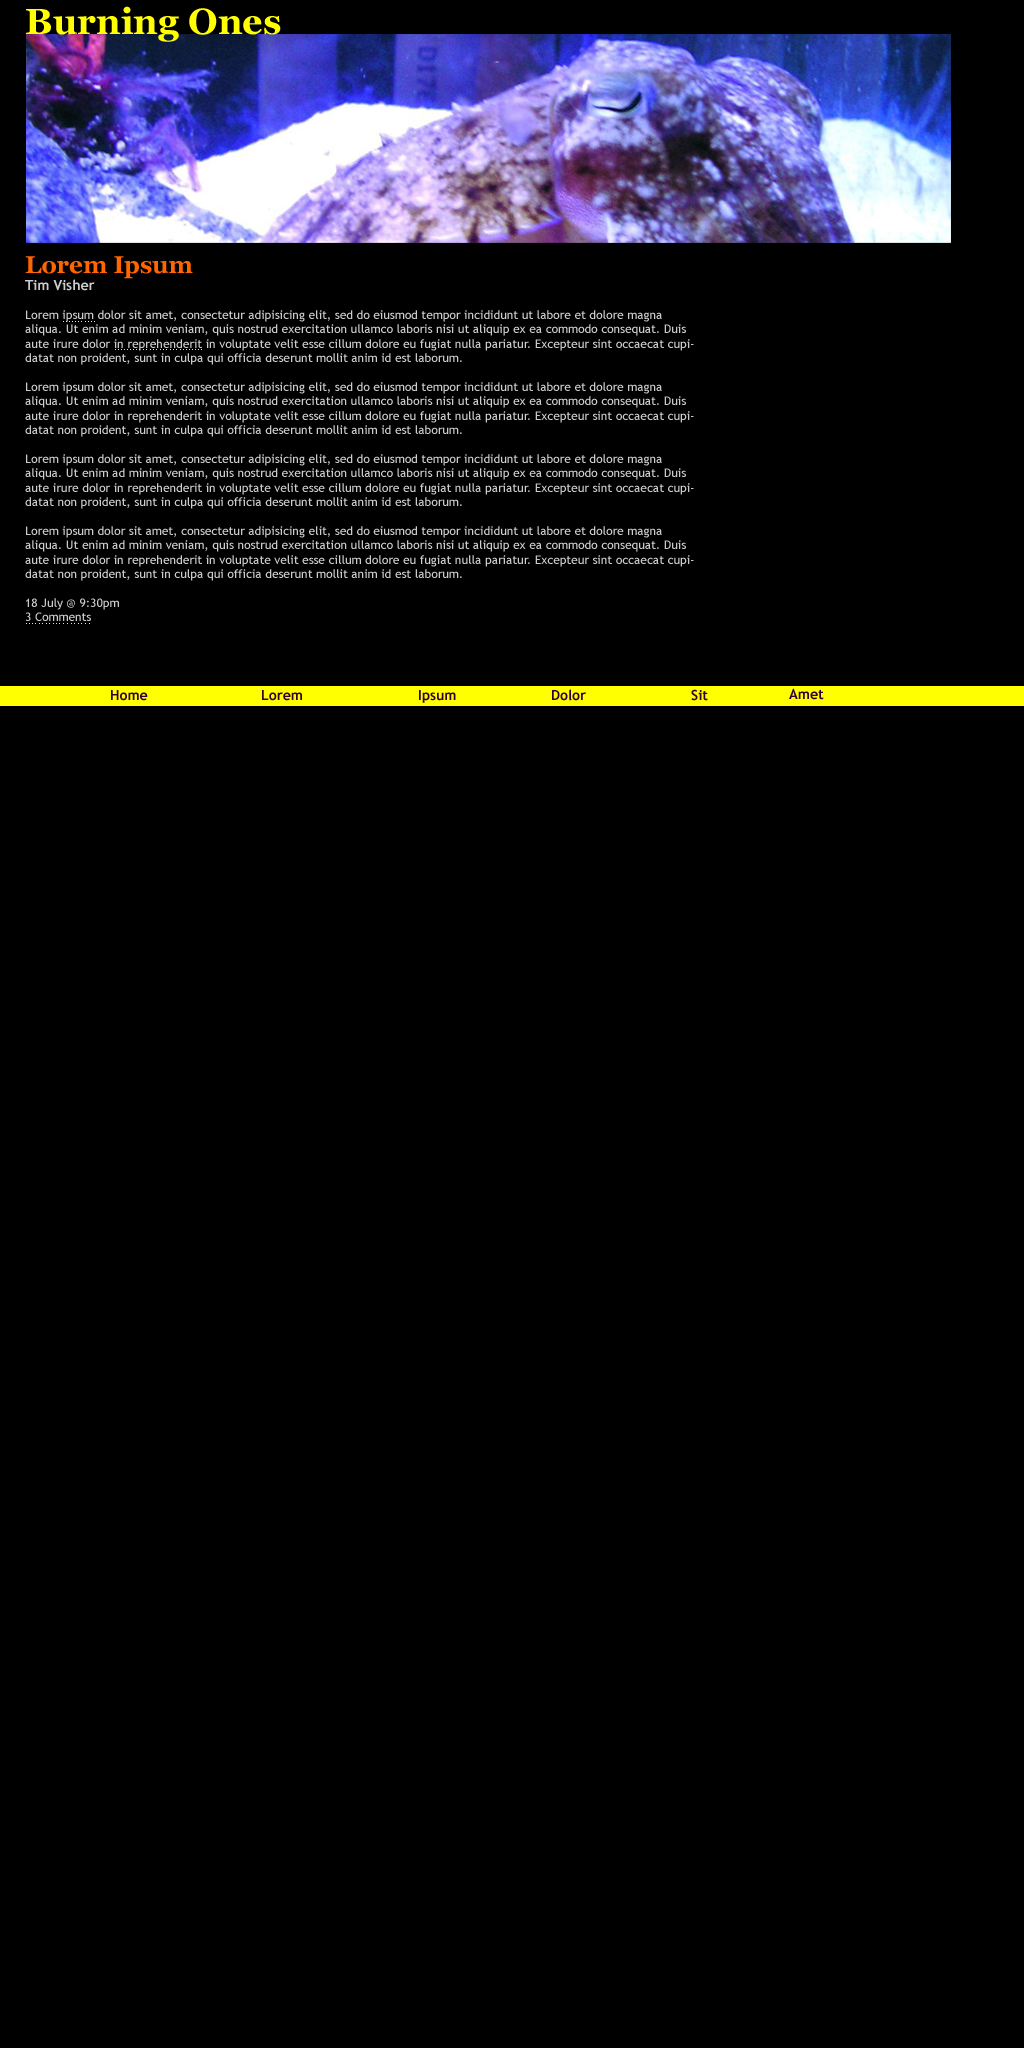 Burning Ones
Lorem Ipsum
Tim Visher
Lorem ipsum dolor sit amet, consectetur adipisicing elit, sed do eiusmod tempor incididunt ut labore et dolore magna
aliqua. Ut enim ad minim veniam, quis nostrud exercitation ullamco laboris nisi ut aliquip ex ea commodo consequat. Duis
aute irure dolor in reprehenderit in voluptate velit esse cillum dolore eu fugiat nulla pariatur. Excepteur sint occaecat cupi-
datat non proident, sunt in culpa qui officia deserunt mollit anim id est laborum.
Lorem ipsum dolor sit amet, consectetur adipisicing elit, sed do eiusmod tempor incididunt ut labore et dolore magna
aliqua. Ut enim ad minim veniam, quis nostrud exercitation ullamco laboris nisi ut aliquip ex ea commodo consequat. Duis
aute irure dolor in reprehenderit in voluptate velit esse cillum dolore eu fugiat nulla pariatur. Excepteur sint occaecat cupi-
datat non proident, sunt in culpa qui officia deserunt mollit anim id est laborum.
Lorem ipsum dolor sit amet, consectetur adipisicing elit, sed do eiusmod tempor incididunt ut labore et dolore magna
aliqua. Ut enim ad minim veniam, quis nostrud exercitation ullamco laboris nisi ut aliquip ex ea commodo consequat. Duis
aute irure dolor in reprehenderit in voluptate velit esse cillum dolore eu fugiat nulla pariatur. Excepteur sint occaecat cupi-
datat non proident, sunt in culpa qui officia deserunt mollit anim id est laborum.
Lorem ipsum dolor sit amet, consectetur adipisicing elit, sed do eiusmod tempor incididunt ut labore et dolore magna
aliqua. Ut enim ad minim veniam, quis nostrud exercitation ullamco laboris nisi ut aliquip ex ea commodo consequat. Duis
aute irure dolor in reprehenderit in voluptate velit esse cillum dolore eu fugiat nulla pariatur. Excepteur sint occaecat cupi-
datat non proident, sunt in culpa qui officia deserunt mollit anim id est laborum.
18 July @ 9:30pm
3 Comments
Home Lorem Ipsum Dolor Sit Amet